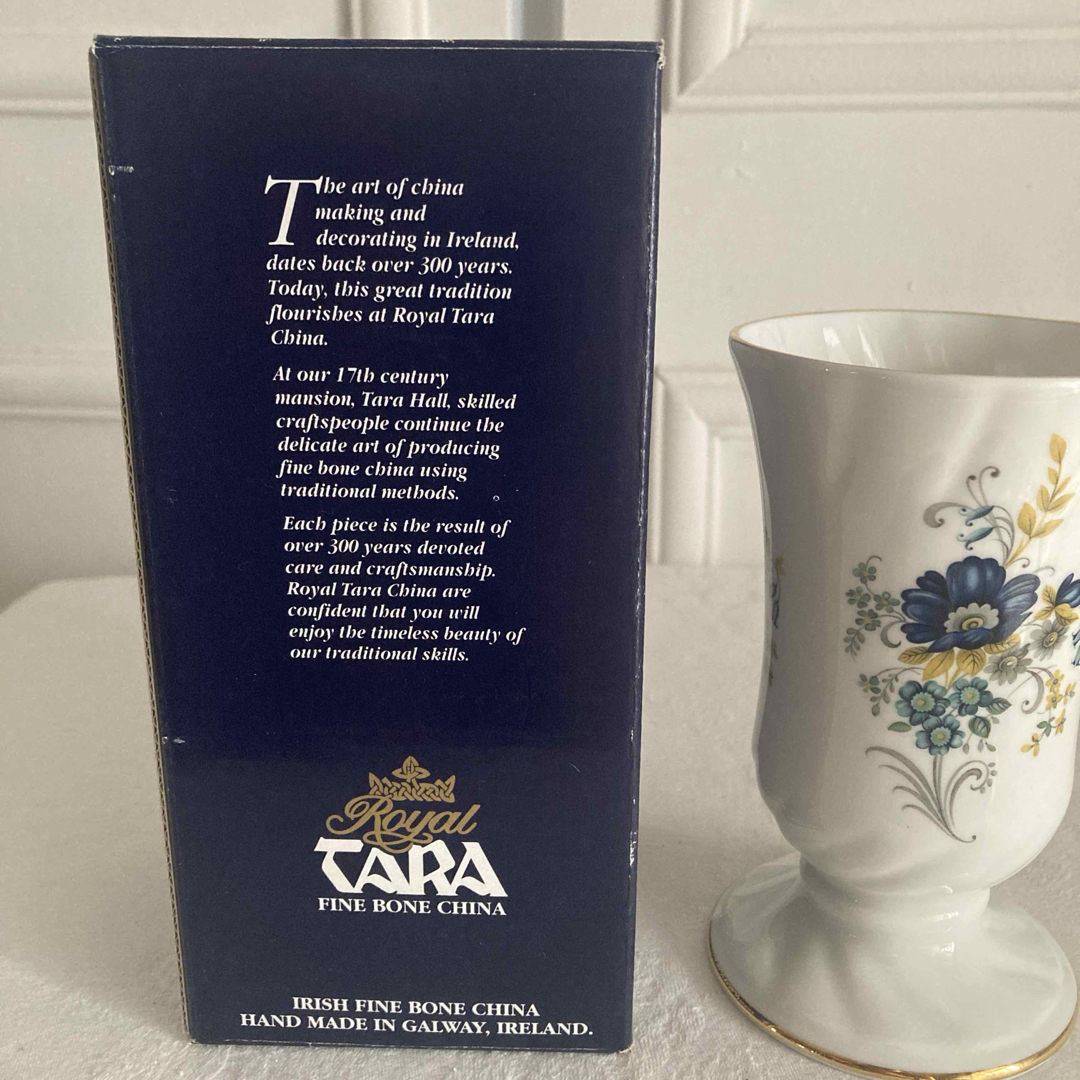 The art of china
making and
decorating in Ireland,
dates back over 300 years.
Today, this great tradition
flourishes at Royal Tara
China.
At our 17th century
mansion, Tara Hall, skilled
craftspeople continue the
delicate art of producing
fine bone china using
traditional methods.
Each piece is the result of
over 300 years devoted
care and craftsmanship.
Royal Tara China are
confident that you will
enjoy the timeless beauty of
our traditional skills.
Royal
TARA
FINE BONE CHINA
IRISH FINE BONE CHINA
HAND MADE IN GALWAY, IRELAND.